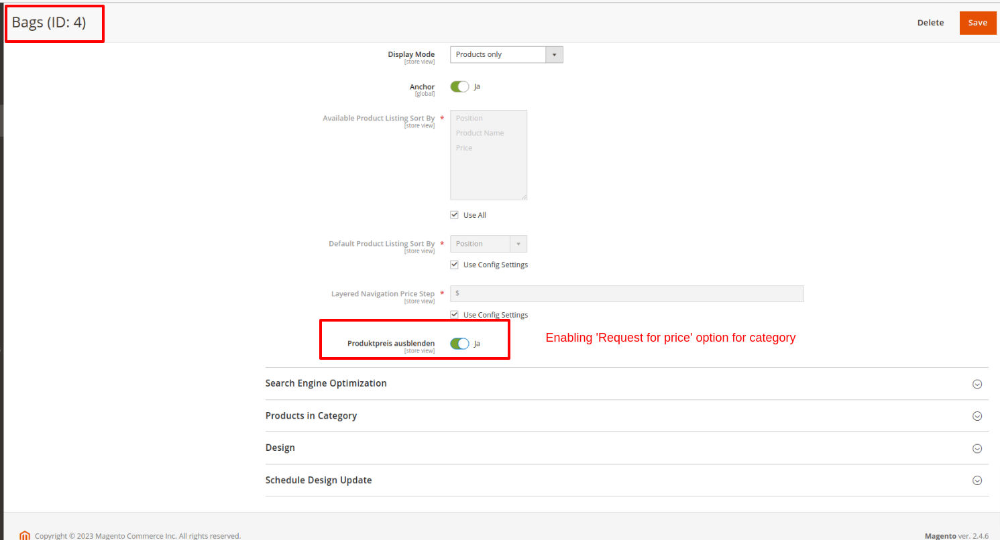 Bags (ID: 4)
Delete
Save
Display Mode
[store view]
Products only
Anchor
[global]
Ja
Available Product Listing Sort By *
[store view]
Position
Product Name
Price
Use All
Default Product Listing Sort By *
[store view]
Position
Use Config Settings
Layered Navigation Price Step *
[store view]
$
Use Config Settings
Produktpreis ausblenden
[store view]
Ja
Enabling 'Request for price' option for category
Search Engine Optimization
Products in Category
Design
Schedule Design Update
Copyright © 2023 Magento Commerce Inc. All rights reserved.
Magento ver. 2.4.6